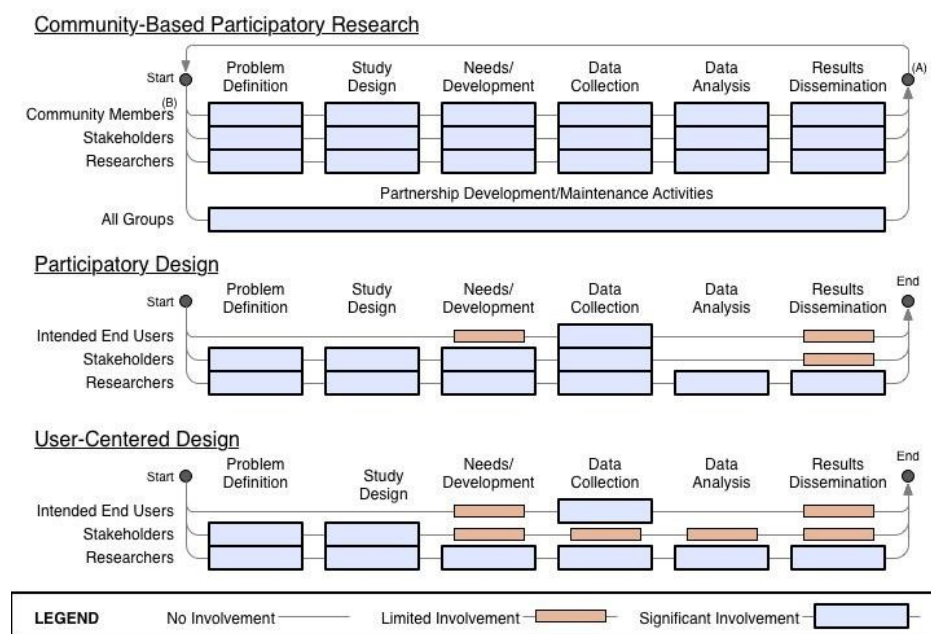 Community-Based Participatory Research
Start
Problem Definition
Study Design
Needs/ Development
Data Collection
Data Analysis
Results Dissemination
(A)
(B)
Community Members
Stakeholders
Researchers
Partnership Development/Maintenance Activities
All Groups
Participatory Design
Start
Problem Definition
Study Design
Needs/ Development
Data Collection
Data Analysis
Results Dissemination
End
Intended End Users
Stakeholders
Researchers
User-Centered Design
Start
Problem Definition
Study Design
Needs/ Development
Data Collection
Data Analysis
Results Dissemination
End
Intended End Users
Stakeholders
Researchers
LEGEND No Involvement Limited Involvement Significant Involvement